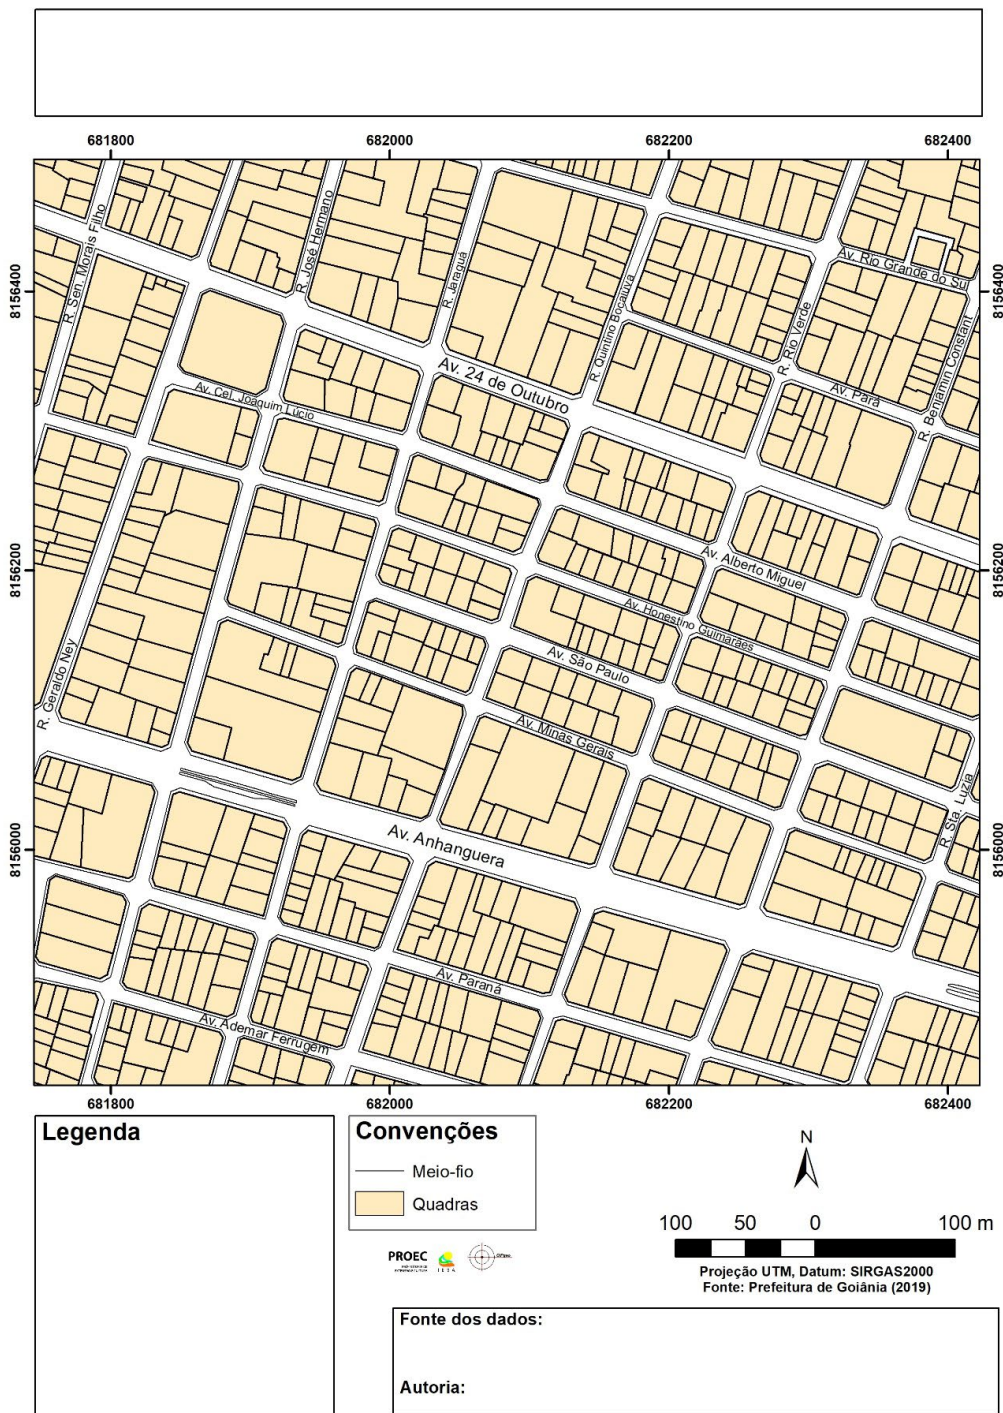 681800 682000 682200 682400
8156400
8156400
8156200
8156200
8156000
8156000
R. Sen. Morais Filho
R. José Hermano
R. Jaraguá
R. Quintino Bocaiúva
Av. Rio Grande do Sul
R. Rio Verde
R. Benjamin Constant
Av. Pará
Av. 24 de Outubro
Av. Cel. Joaquim Lúcio
Av. Alberto Miguel
Av. Honestino Guimarães
Av. São Paulo
Av. Minas Gerais
R. Geraldo Ney
R. Sta. Luzia
Av. Anhanguera
Av. Paraná
Av. Ademar Ferrugem
681800 682000 682200 682400
Legenda
Convenções
Meio-fio
Quadras
PROEC
IESA
N
100 50 0 100 m
Projeção UTM, Datum: SIRGAS2000
Fonte: Prefeitura de Goiânia (2019)
Fonte dos dados:
Autoria: